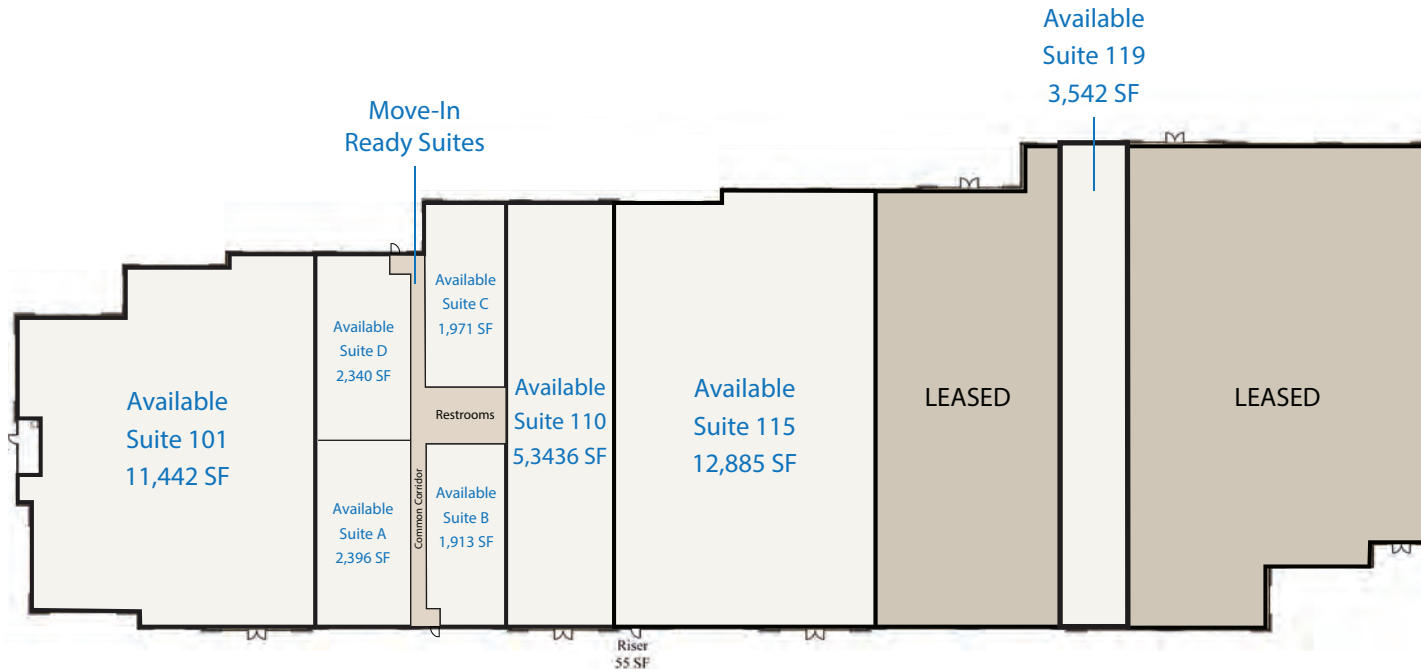 Available
Suite 119
3,542 SF
Move-In
Ready Suites
Available
Suite C
1,971 SF
Available
Suite D
2,340 SF
Available
Suite 101
11,442 SF
Restrooms
Available
Suite 110
5,3436 SF
Available
Suite 115
12,885 SF
LEASED
LEASED
Common Corridor
Available
Suite A
2,396 SF
Available
Suite B
1,913 SF
Riser
55 SF